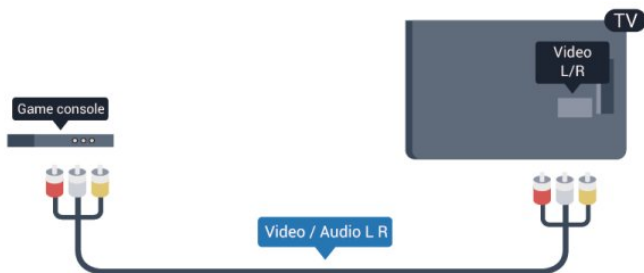 TV
Video
L/R
Game console
Video / Audio L R